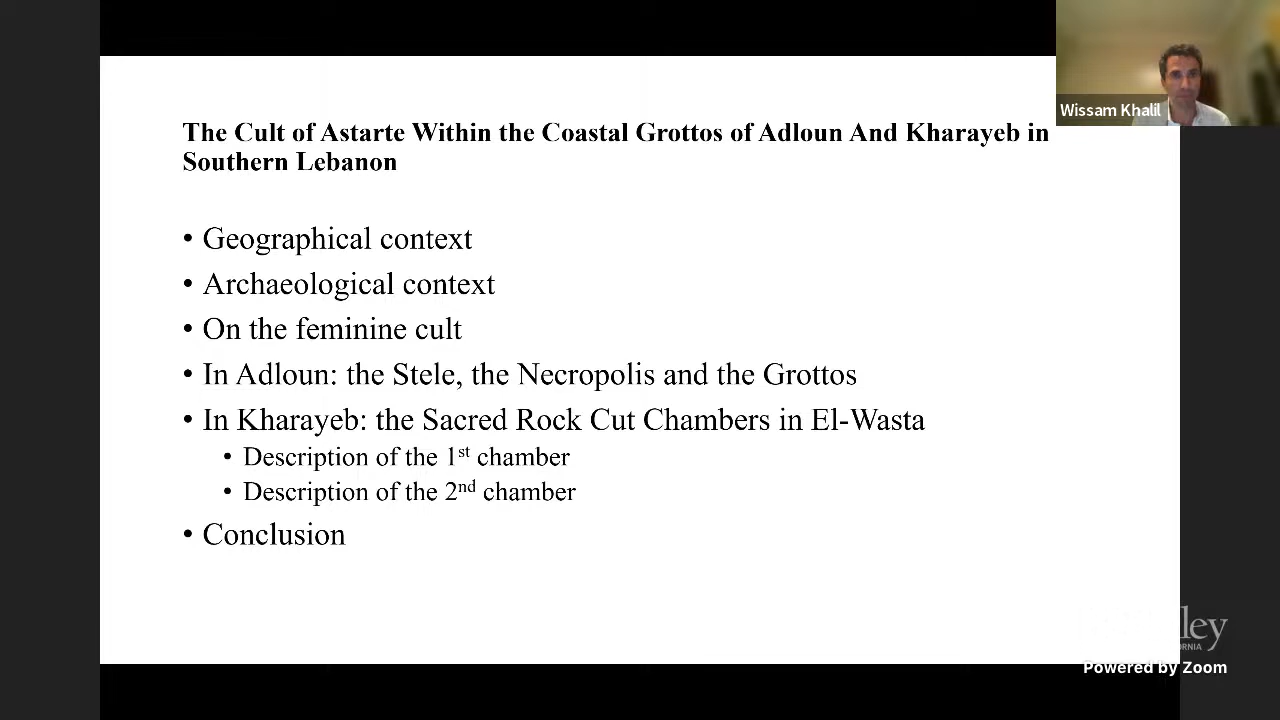 Wissam Khalil
The Cult of Astarte Within the Coastal Grottos of Adloun And Kharayeb in
Southern Lebanon
• Geographical context
• Archaeological context
• On the feminine cult
• In Adloun: the Stele, the Necropolis and the Grottos
• In Kharayeb: the Sacred Rock Cut Chambers in El-Wasta
• Description of the 1st chamber
• Description of the 2nd chamber
• Conclusion
ley
ORNIA
Powered by Zoom